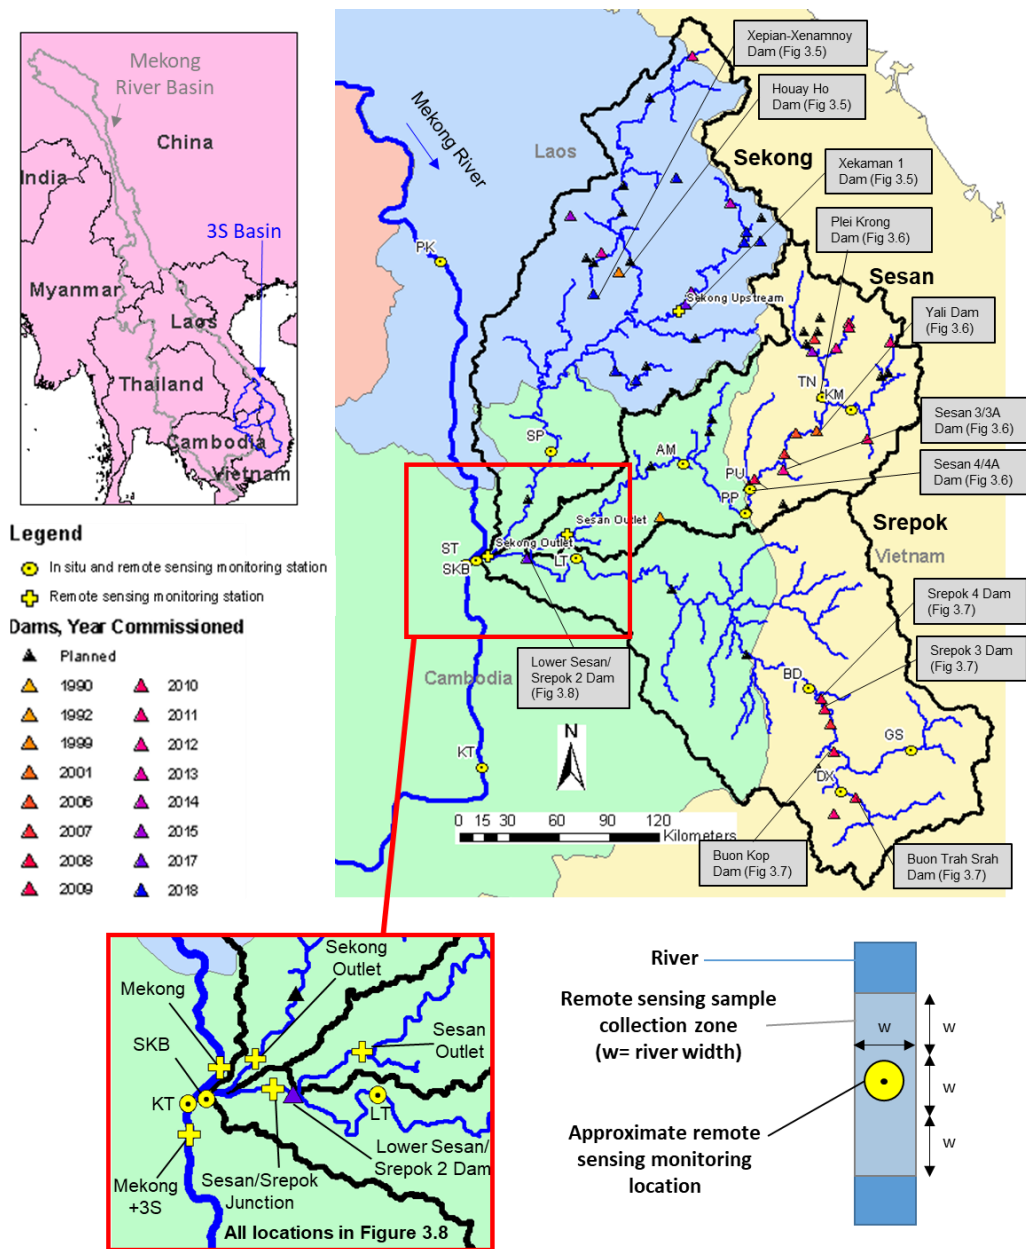 Mekong
River Basin
China
India
3S Basin
Myanmar
Laos
Thailand
Cambodia
Vietnam
Legend
In situ and remote sensing monitoring station
Remote sensing monitoring station
Dams, Year Commissioned
Planned
1990
2010
1992
2011
1999
2012
2001
2013
2006
2014
2007
2015
2008
2017
2009
2018
Xepian-Xenamnoy
Dam (Fig 3.5)
Houay Ho
Dam (Fig 3.5)
Mekong River
Laos
Sekong
Xekaman 1
Dam (Fig 3.5)
Plei Krong
Dam (Fig 3.6)
PK
Sesan
Sekong Upstream
Yali Dam
(Fig 3.6)
TN
KM
Sesan 3/3A
Dam (Fig 3.6)
SP
AM
PU
Sesan 4/4A
Dam (Fig 3.6)
PP
Sesan Outlet
Srepok
Sekong Outlet
ST
SKB
LT
Vietnam
Srepok 4 Dam
(Fig 3.7)
Srepok 3 Dam
(Fig 3.7)
Lower Sesan/
Srepok 2 Dam
(Fig 3.8)
Cambodia
BD
N
KT
GS
DX
0 15 30 60 90 120
Kilometers
Buon Kop
Dam (Fig 3.7)
Buon Trah Srah
Dam (Fig 3.7)
Sekong
Outlet
Mekong
SKB
Sesan
Outlet
KT
LT
Lower Sesan/
Srepok 2 Dam
Mekong
+3S
Sesan/Srepok
Junction
All locations in Figure 3.8
River
Remote sensing sample
collection zone
(w= river width)
w
w
w
w
Approximate remote
sensing monitoring
location